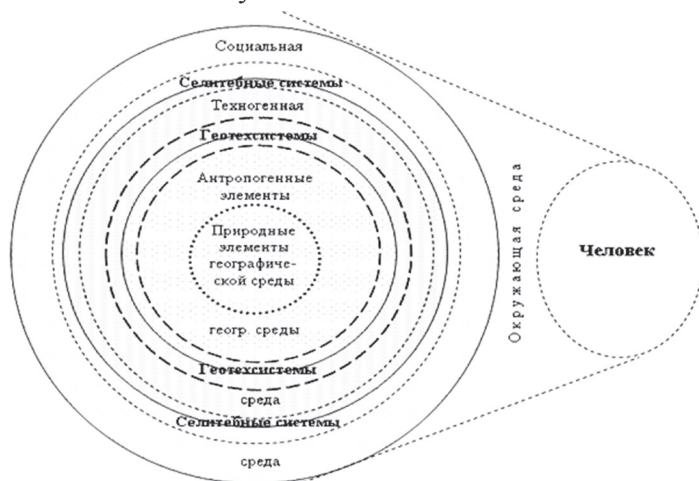 Социальная
Селитебные системы
Техногенная
Геотехсистемы
Антропогенные
элементы
Природные
элементы
географиче-
ской среды
геогр. среды
Геотехсистемы
среда
Селитебные системы
среда
Окружающая среда
Человек